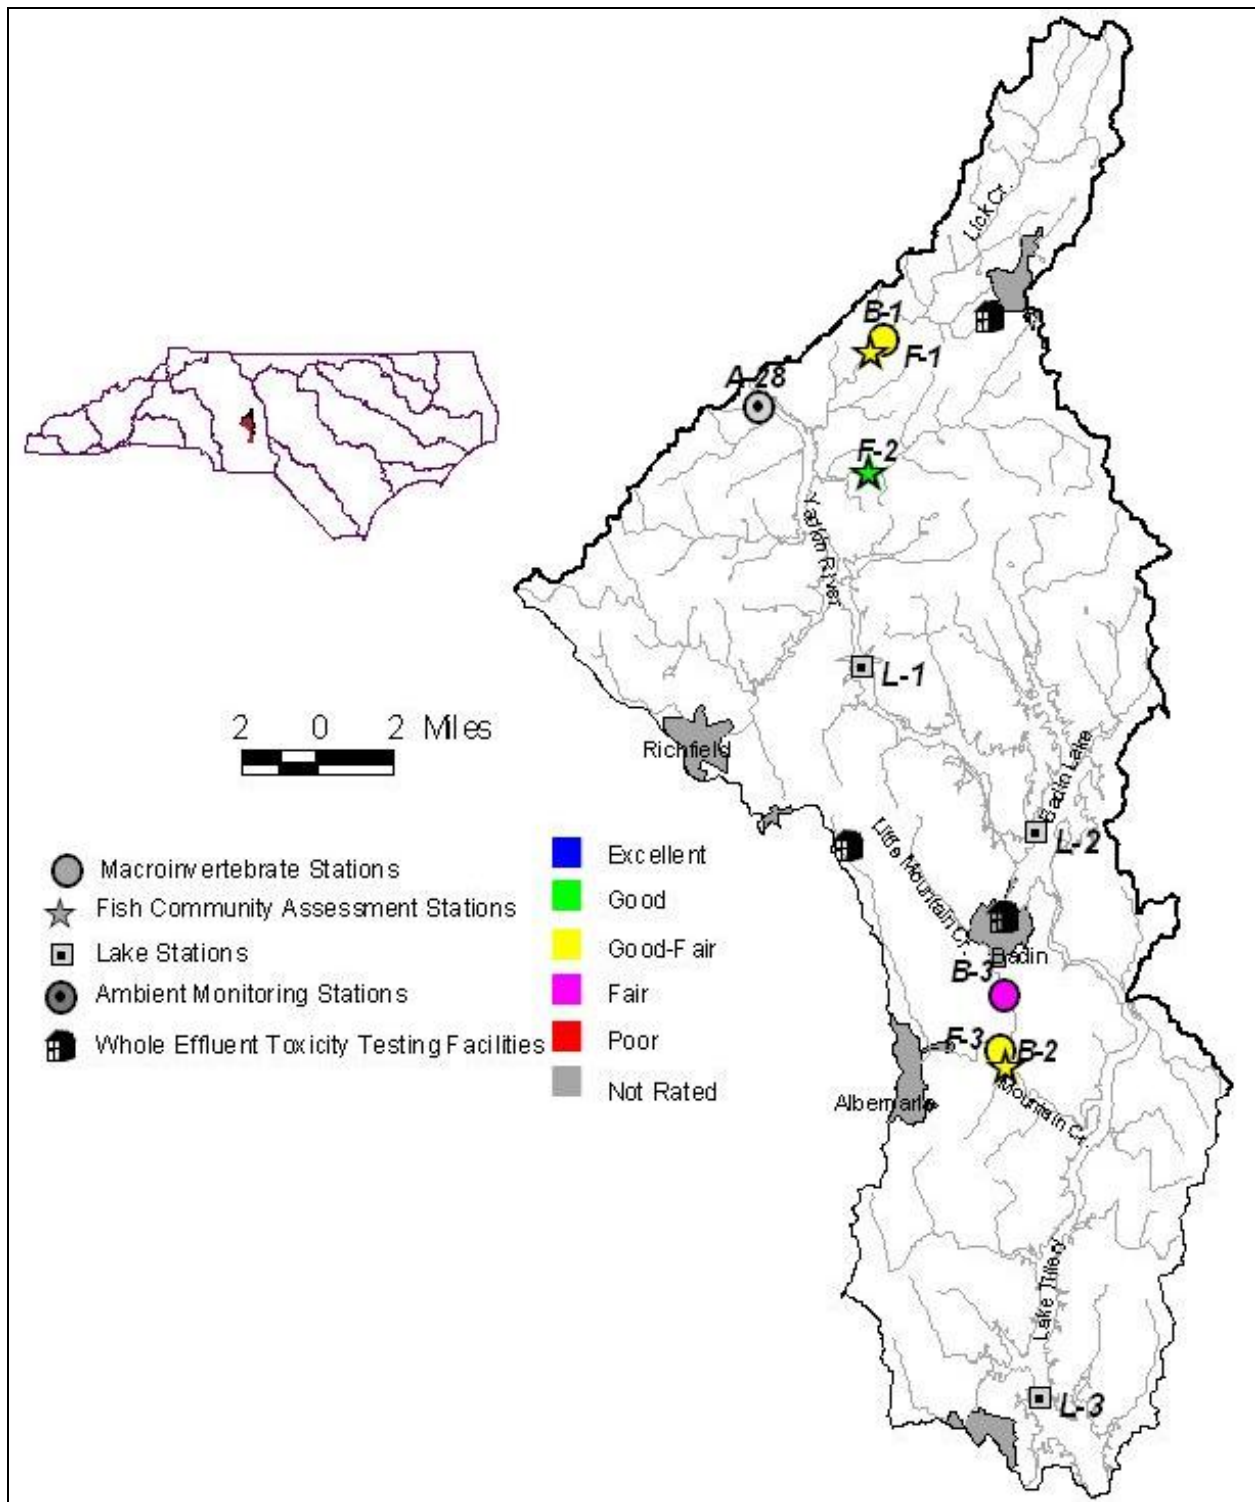 Lick Cr.
B-1
F-1
A-28
F-2
Yadkin River
L-1
2 0 2 Miles
Richfield
Badin Lake
L-2
Little Mountain Cr.
Badin
B-3
F-3
B-2
Mountain Cr.
Albemarle
Lake Tillery
L-3
Macroinvertebrate Stations
Fish Community Assessment Stations
Lake Stations
Ambient Monitoring Stations
Whole Effluent Toxicity Testing Facilities
Excellent
Good
Good-Fair
Fair
Poor
Not Rated